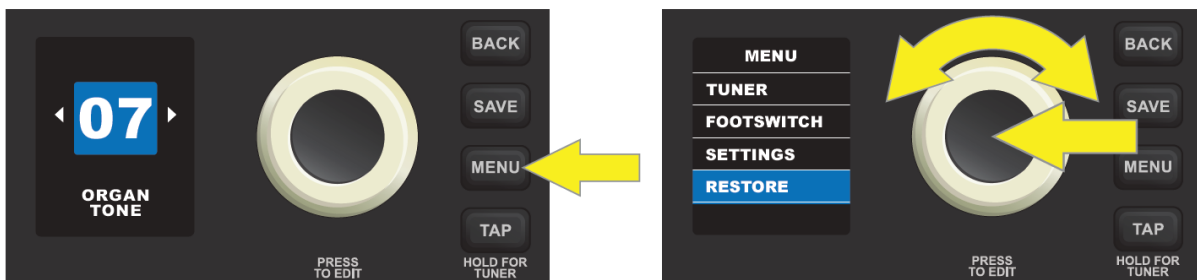 07
ORGAN
TONE
BACK
SAVE
MENU
TAP
HOLD FOR
TUNER
PRESS
TO EDIT
MENU
TUNER
FOOTSWITCH
SETTINGS
RESTORE
BACK
SAVE
MENU
TAP
HOLD FOR
TUNER
PRESS
TO EDIT